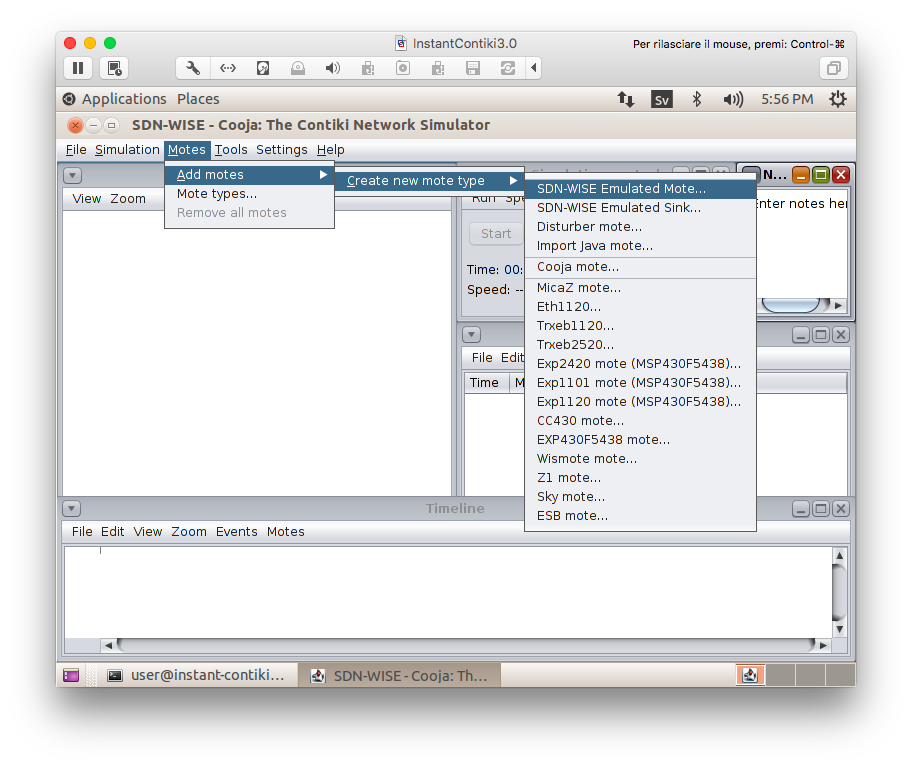 InstantContiki3.0
Per rilasciare il mouse, premi: Control-⌘
Applications Places
Sv
5:56 PM
SDN-WISE - Cooja: The Contiki Network Simulator
File Simulation Motes Tools Settings Help
Add motes
Mote types...
Remove all motes
Create new mote type
SDN-WISE Emulated Mote...
SDN-WISE Emulated Sink...
Disturber mote...
Import Java mote...
Cooja mote...
MicaZ mote...
Eth1120...
Trxeb1120...
Trxeb2520...
Exp2420 mote (MSP430F5438)...
Exp1101 mote (MSP430F5438)...
Exp1120 mote (MSP430F5438)...
CC430 mote...
EXP430F5438 mote...
Wismote mote...
Z1 mote...
Sky mote...
ESB mote...
View Zoom
Run
Start
Time: 00:
Speed: --
N...
Enter notes
File Edit
Time
Timeline
File Edit View Zoom Events Motes
user@instant-contiki...
SDN-WISE - Cooja: Th...